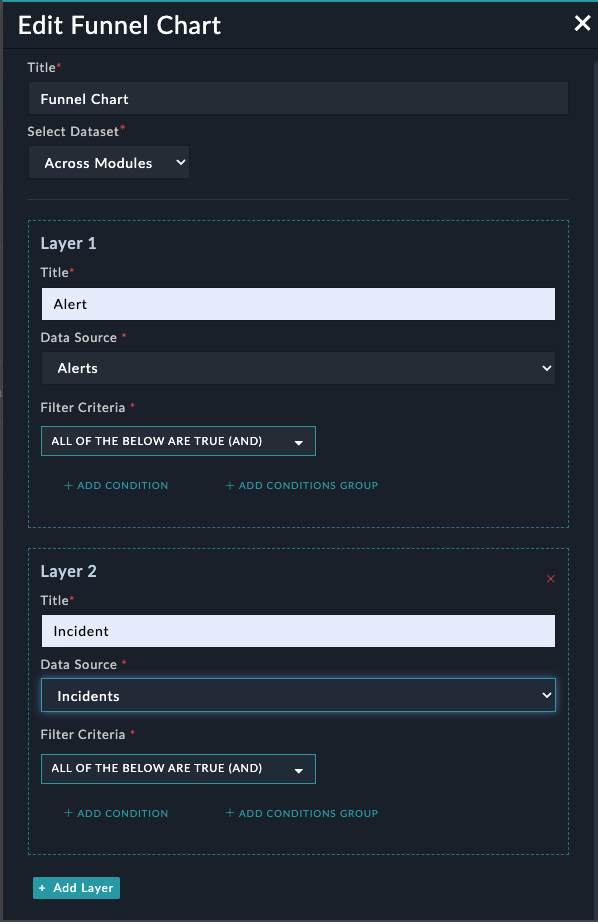 Edit Funnel Chart
Title*
Funnel Chart
Select Dataset*
Across Modules
Layer 1
Title*
Alert
Data Source *
Alerts
Filter Criteria *
ALL OF THE BELOW ARE TRUE (AND)
+ ADD CONDITION + ADD CONDITIONS GROUP
Layer 2
Title*
Incident
Data Source *
Incidents
Filter Criteria *
ALL OF THE BELOW ARE TRUE (AND)
+ ADD CONDITION + ADD CONDITIONS GROUP
+ Add Layer